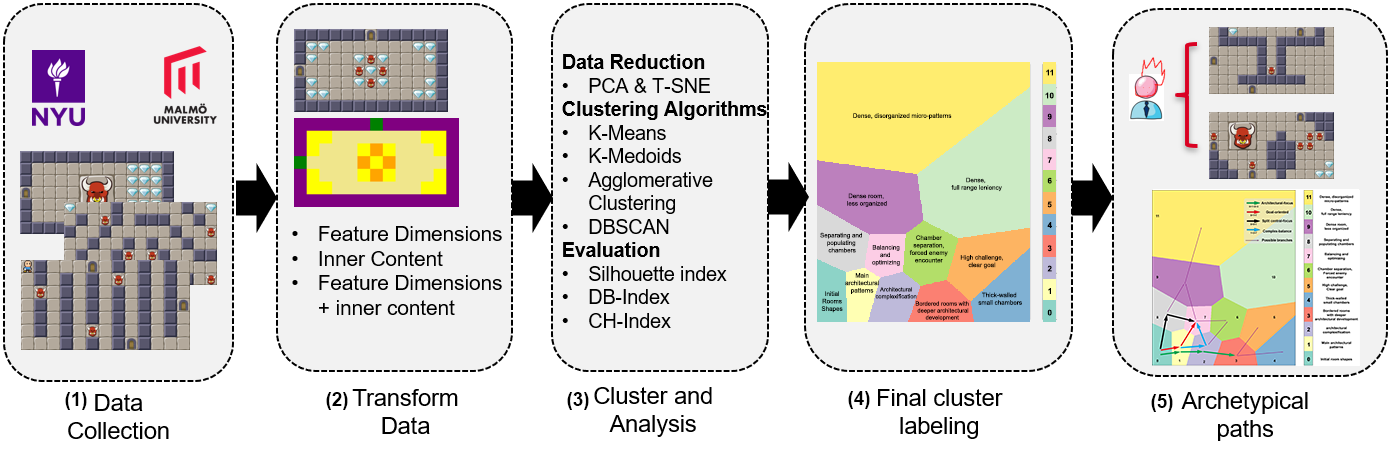 NYU
MALMÖ
UNIVERSITY
(1) Data
Collection
• Feature Dimensions
• Inner Content
• Feature Dimensions
+ inner content
(2) Transform
Data
Data Reduction
• PCA & T-SNE
Clustering Algorithms
• K-Means
• K-Medoids
• Agglomerative
Clustering
• DBSCAN
Evaluation
• Silhouette index
• DB-Index
• CH-Index
(3) Cluster and
Analysis
Dense, disorganized micro-patterns
Dense,
full range loniency
Dense room,
less organized
Separating and
populating
chambers
Balancing
and
optimizing
Chamber
separation,
forced enemy
encounter
High challenge,
clear goal
Initial
Rooms
Shapes
Main
architectural
patterns
Architectural
complexification
Bordered rooms with
deeper architectural
development
Thick-walled
small chambers
11
10
9
8
7
6
5
4
3
2
1
0
(4) Final cluster
labeling
Architectural-focus
Goal-oriented
Split central-focus
Complex-balance
Possible branches
11
Dense, disorganized
micro-patterns
10
Dense,
full range leniency
9
Dense room,
less organized
8
Separating and
populating chambers
7
Balancing and
optimizing
6
Chamber separation,
Forced enemy
encounter
5
High challenge,
Clear goal
4
Thick-walled
small chambers
3
Bordered rooms
with deeper
architectural development
2
architectural
complexification
1
Main architectural
patterns
0
Initial room shapes
(5) Archetypical
paths